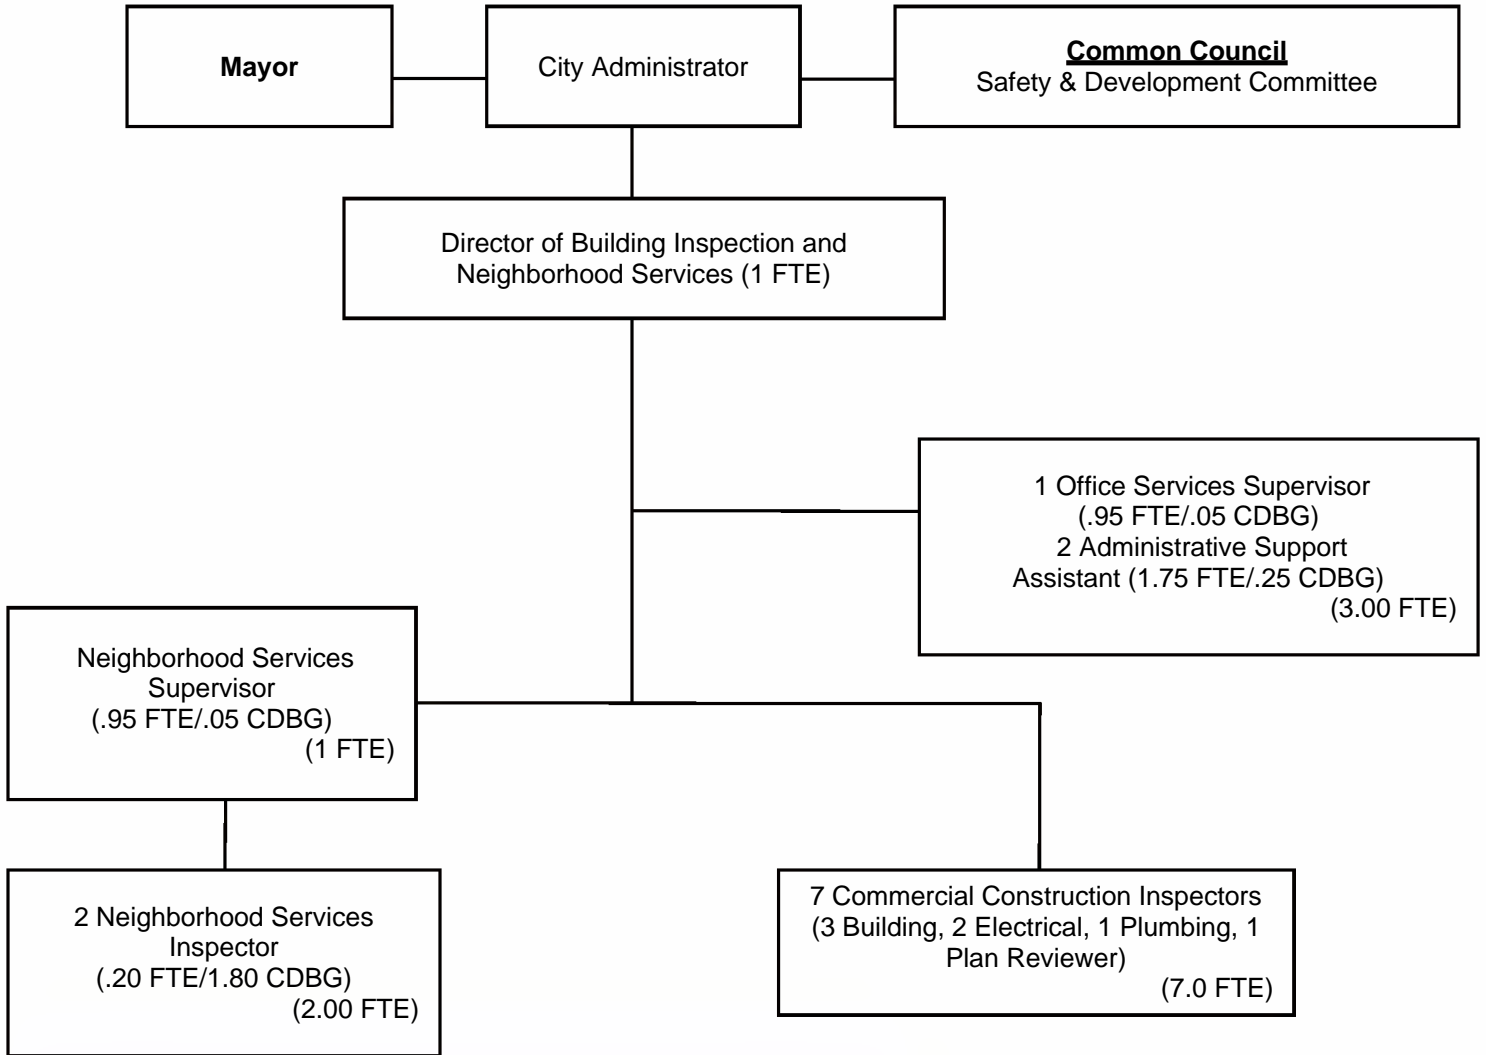 Mayor
City Administrator
Common Council
Safety & Development Committee
Director of Building Inspection and
Neighborhood Services (1 FTE)
1 Office Services Supervisor
(.95 FTE/.05 CDBG)
2 Administrative Support
Assistant (1.75 FTE/.25 CDBG)
(3.00 FTE)
Neighborhood Services
Supervisor
(.95 FTE/.05 CDBG)
(1 FTE)
2 Neighborhood Services
Inspector
(.20 FTE/1.80 CDBG)
(2.00 FTE)
7 Commercial Construction Inspectors
(3 Building, 2 Electrical, 1 Plumbing, 1
Plan Reviewer)
(7.0 FTE)